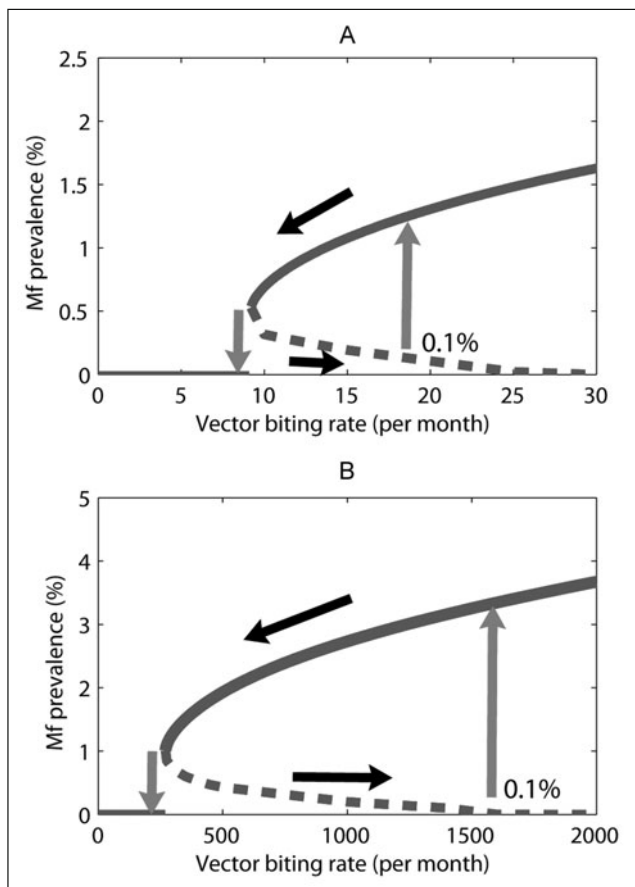 A
2.5
2
1.5
1
0.5
0
Mf prevalence (%)
0.1%
0 5 10 15 20 25 30
Vector biting rate (per month)
B
5
4
3
2
1
0
Mf prevalence (%)
0.1%
0 500 1000 1500 2000
Vector biting rate (per month)